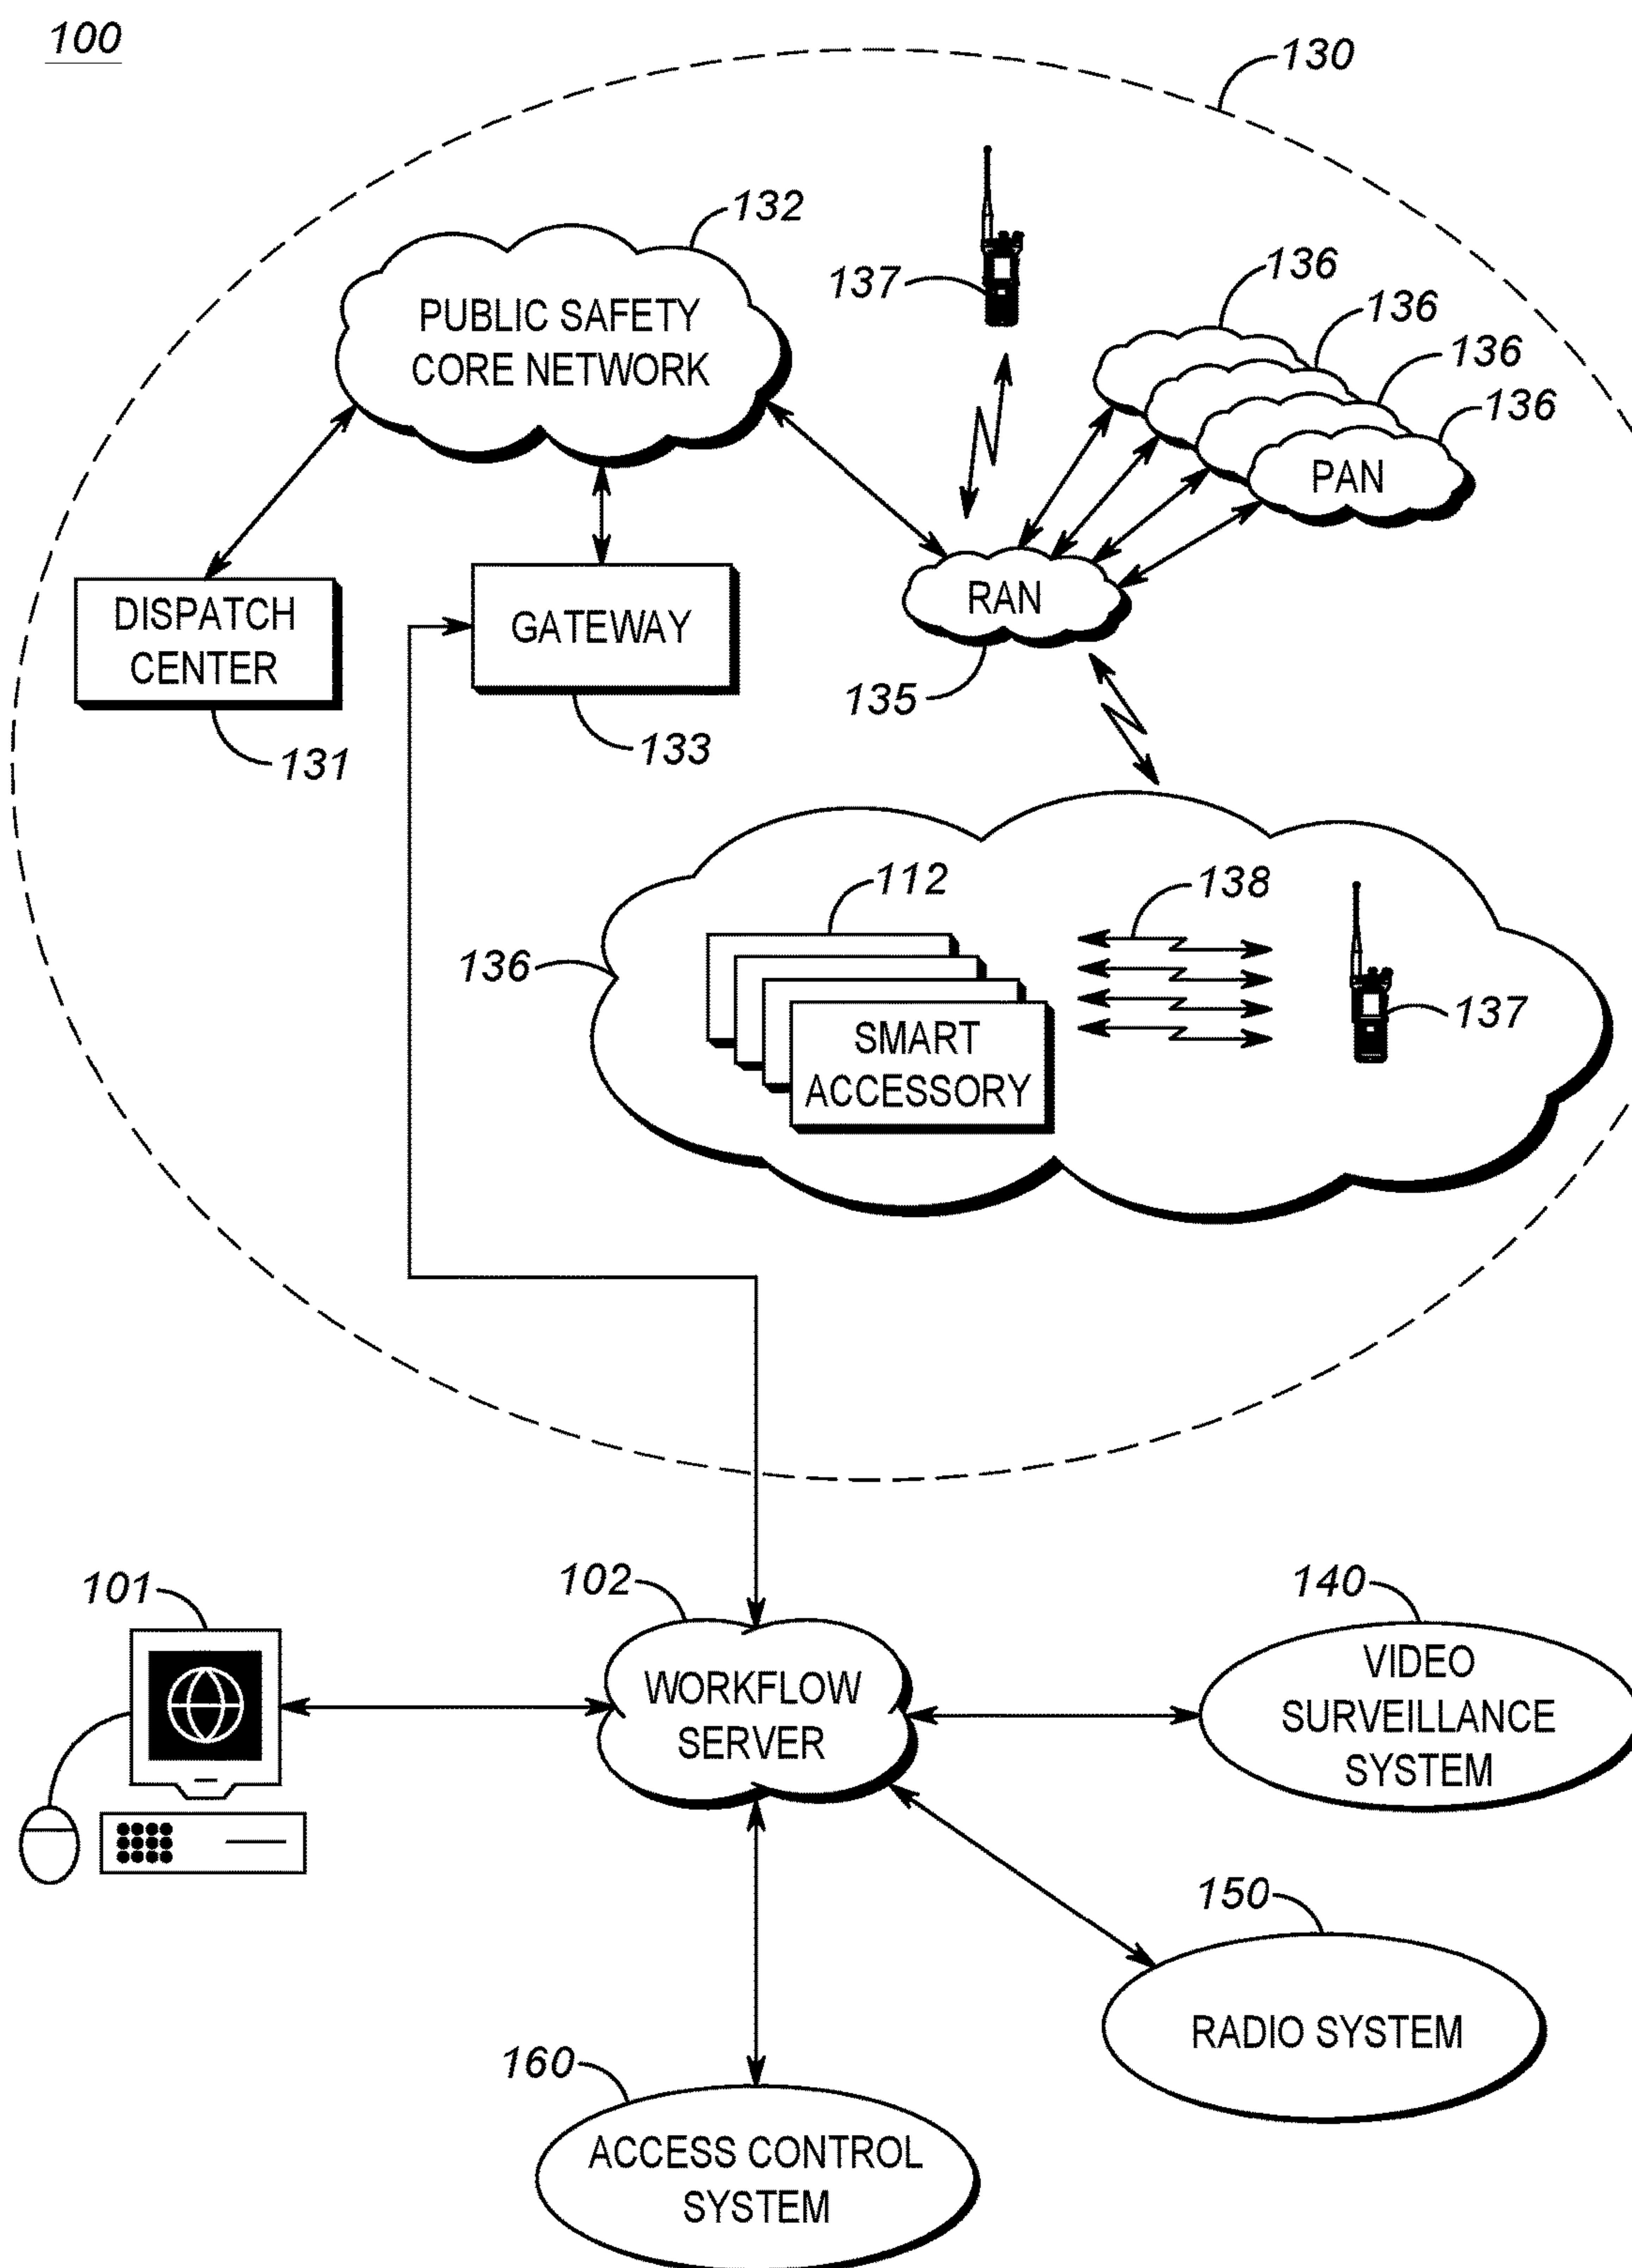 100
130
132
PUBLIC SAFETY
CORE NETWORK
137
136
136
136
136
PAN
DISPATCH
CENTER
131
GATEWAY
133
RAN
135
112
138
136
SMART
ACCESSORY
137
101
102
WORKFLOW
SERVER
140
VIDEO
SURVEILLANCE
SYSTEM
150
RADIO SYSTEM
160
ACCESS CONTROL
SYSTEM